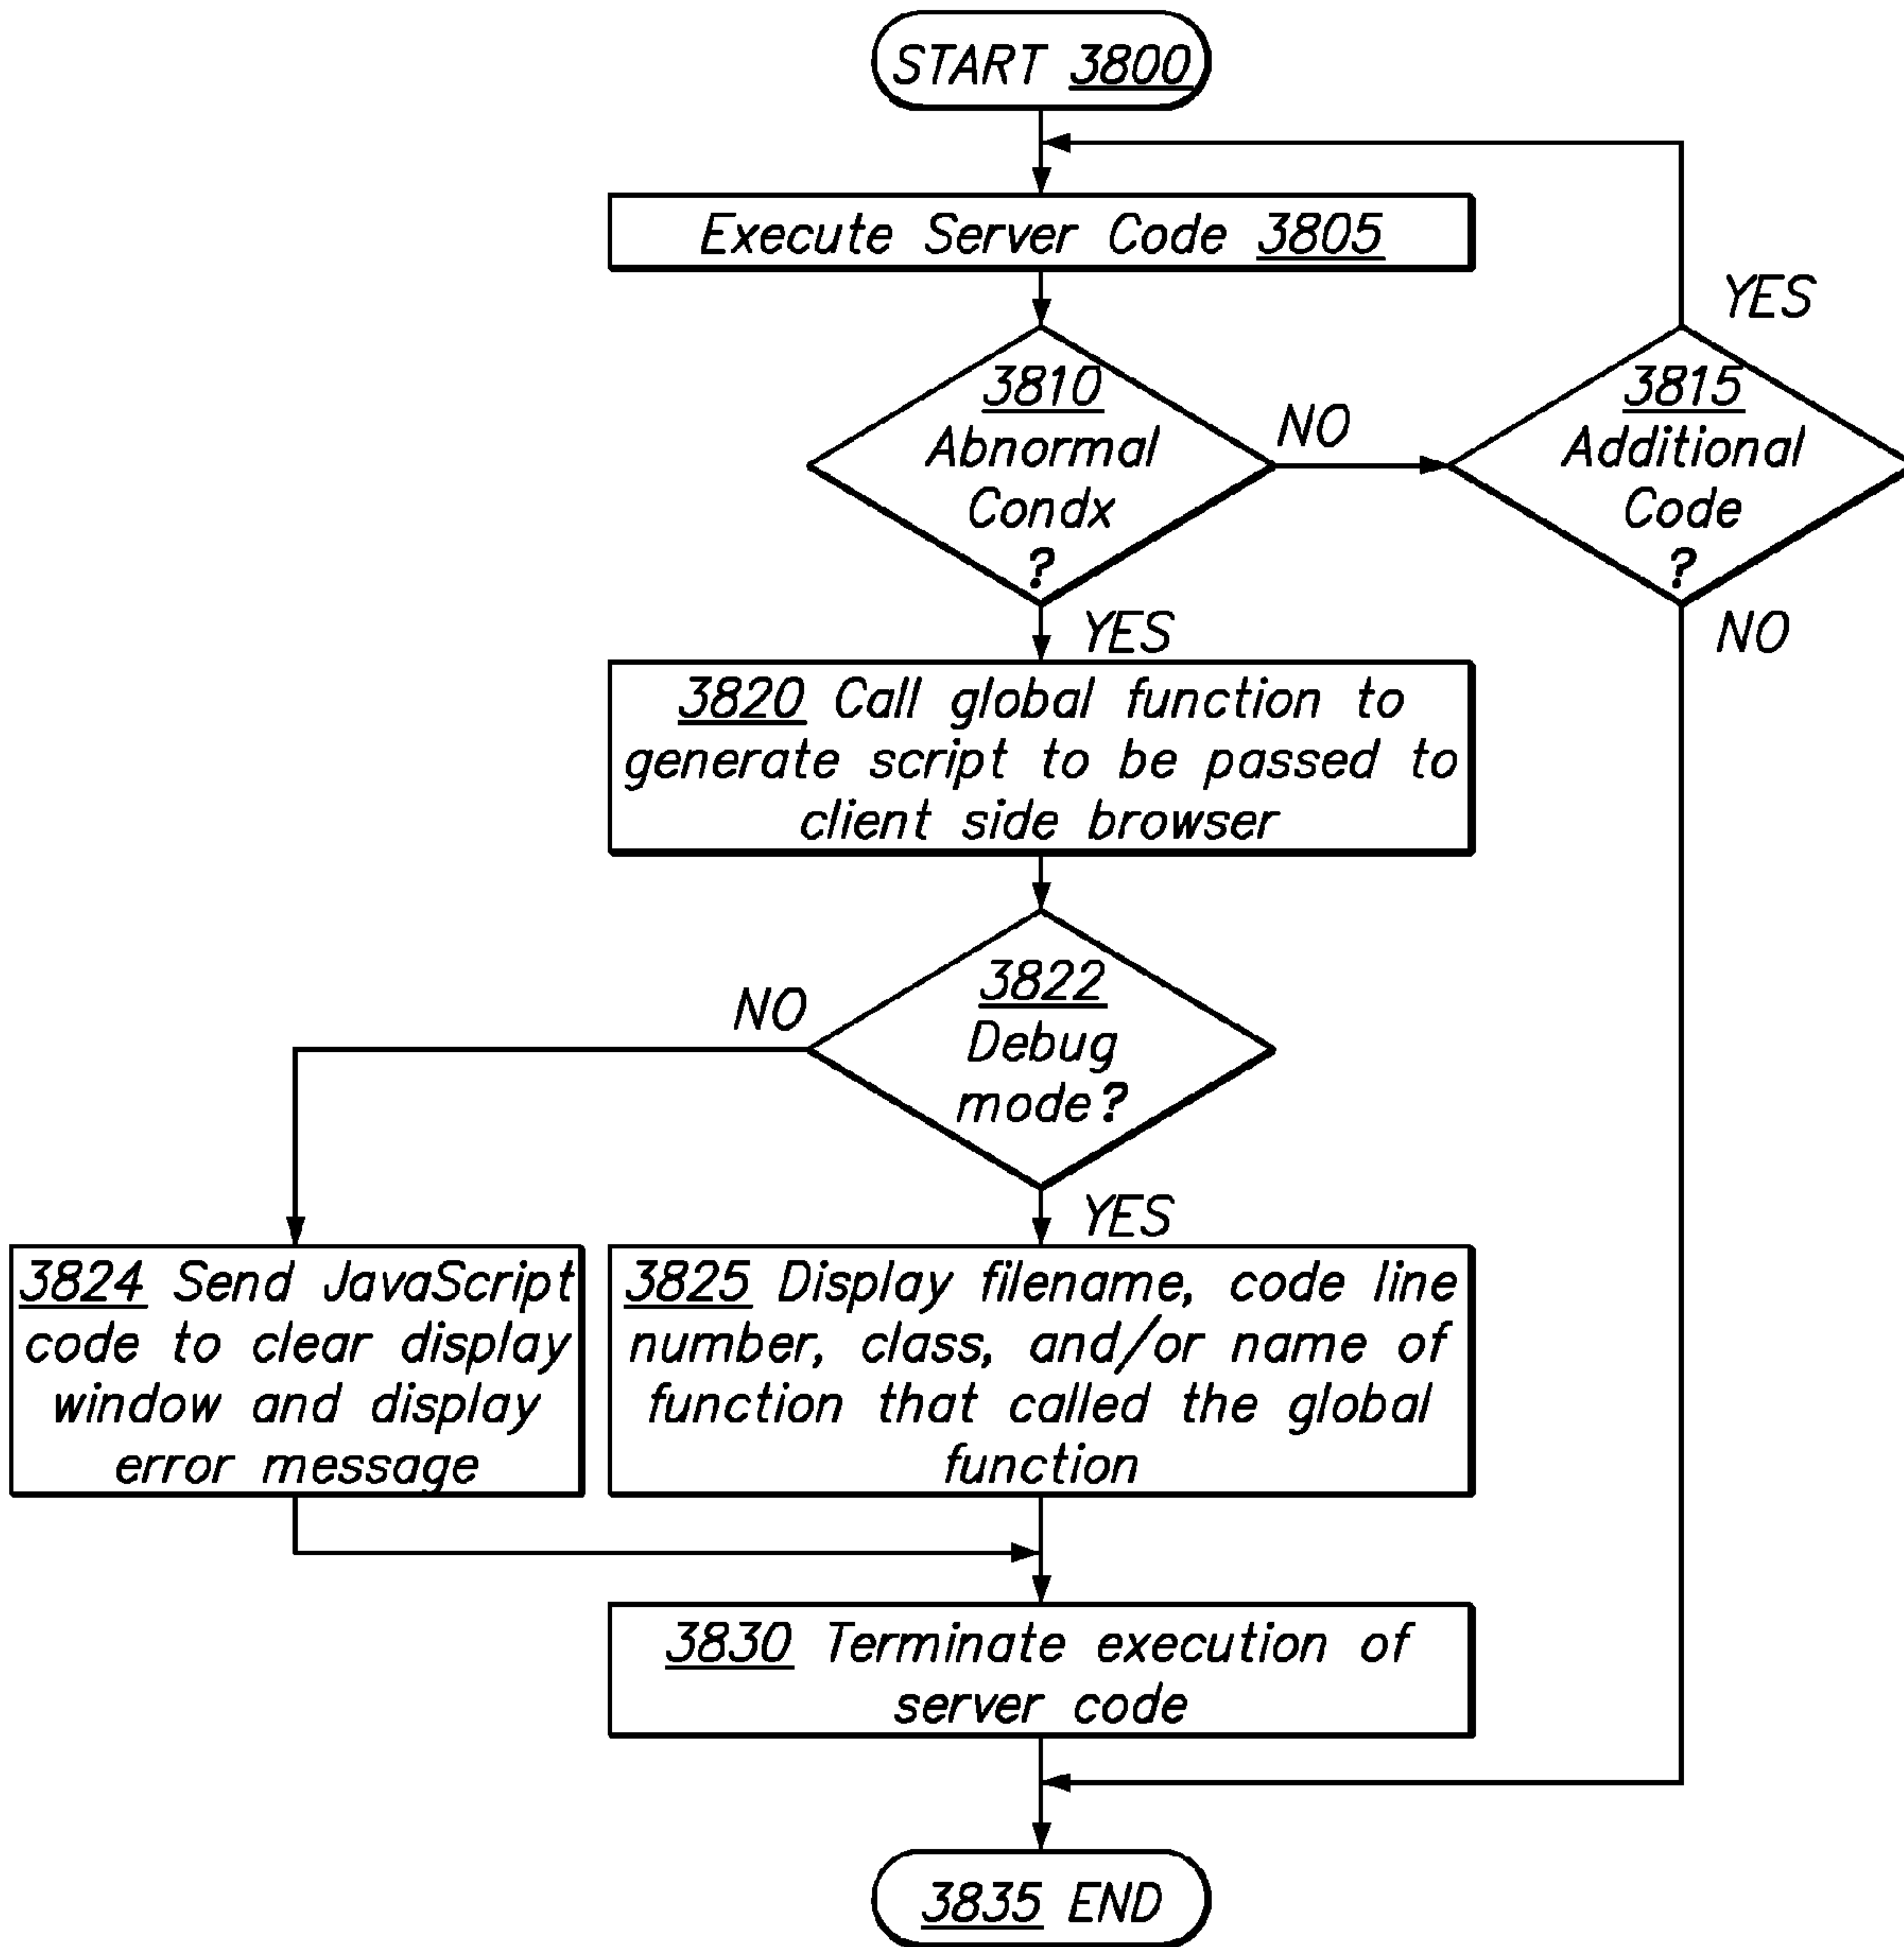 START 3800
Execute Server Code 3805
YES
3810
Abnormal
Condx
?
NO
3815
Additional
Code
?
YES
NO
3820 Call global function to
generate script to be passed to
client side browser
3822
Debug
mode?
NO
YES
3824 Send JavaScript
code to clear display
window and display
error message
3825 Display filename, code line
number, class, and/or name of
function that called the global
function
3830 Terminate execution of
server code
3835 END